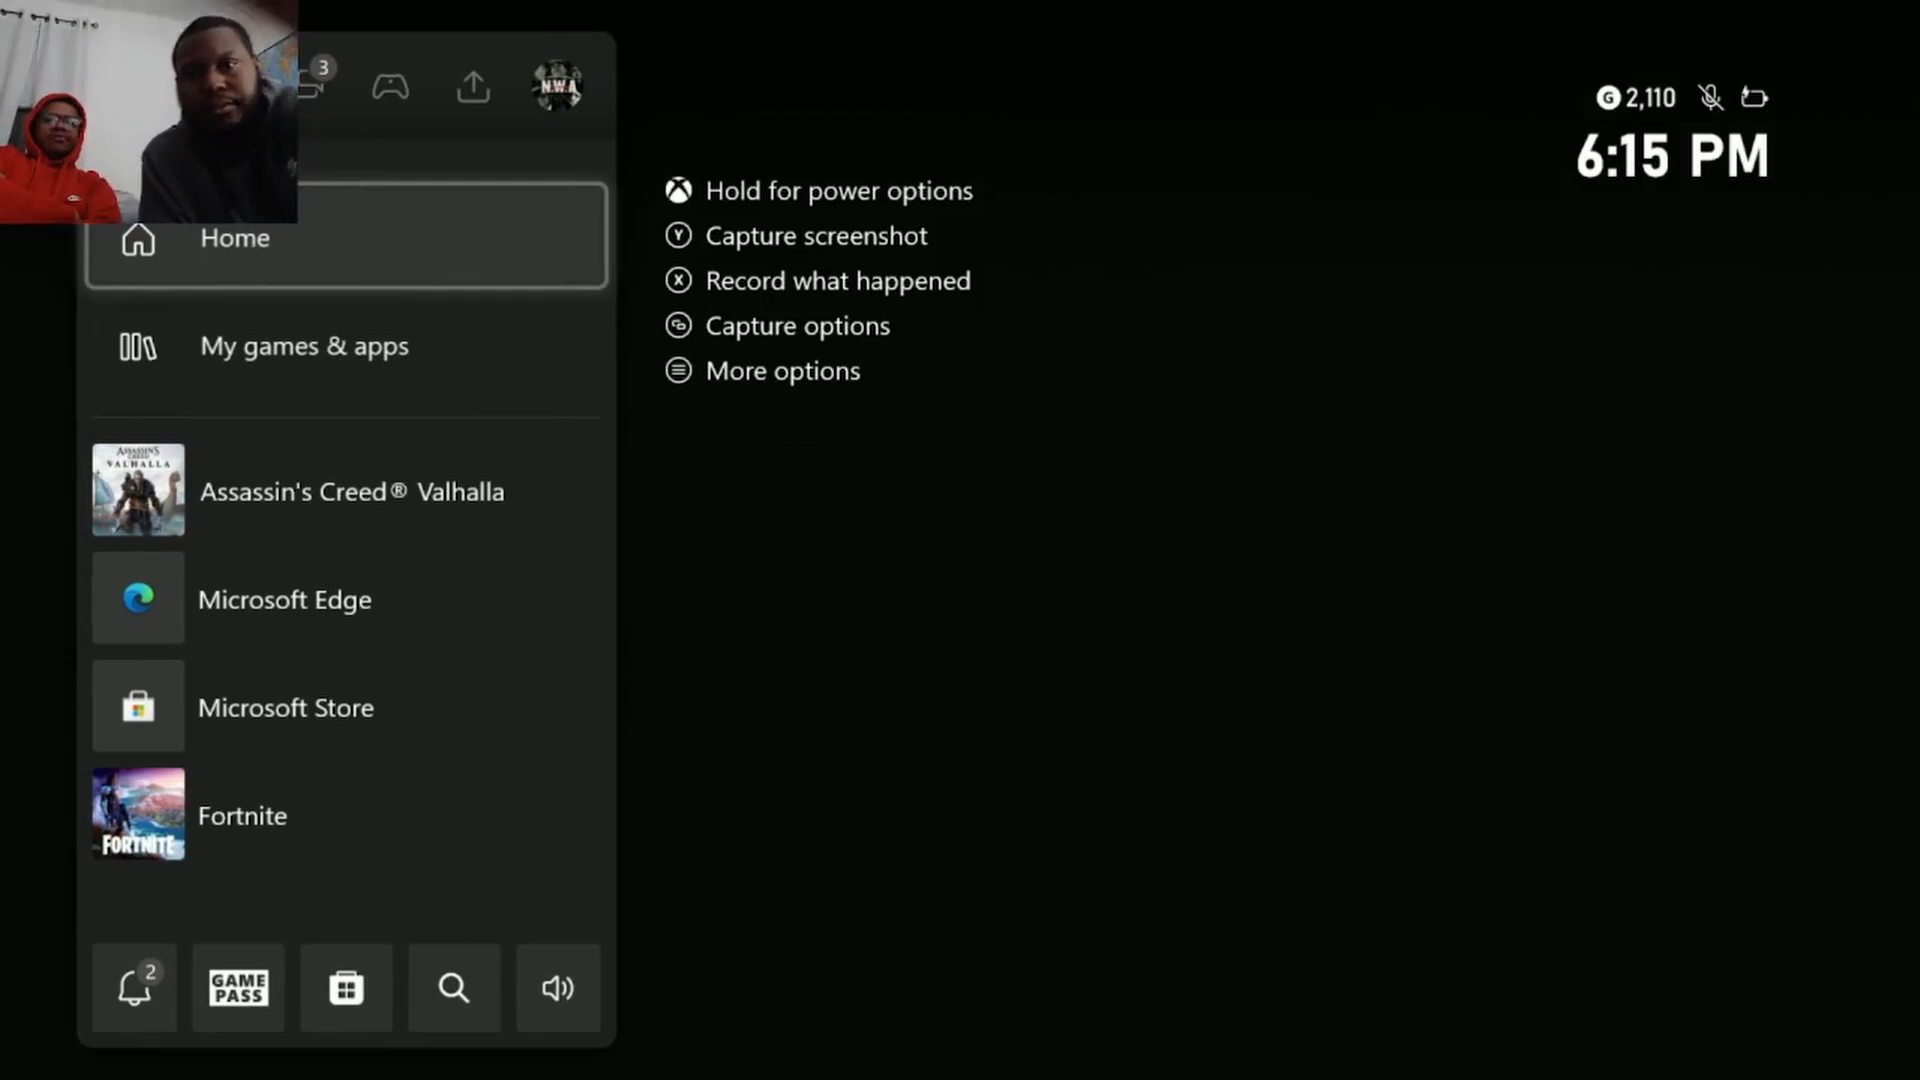 3
N.W.A
G 2,110
6:15 PM
Home
My games & apps
Hold for power options
Y Capture screenshot
X Record what happened
Capture options
More options
ASSASSIN'S
CREED
VALHALLA
Assassin's Creed® Valhalla
Microsoft Edge
Microsoft Store
FORTNITE
Fortnite
2
GAME
PASS